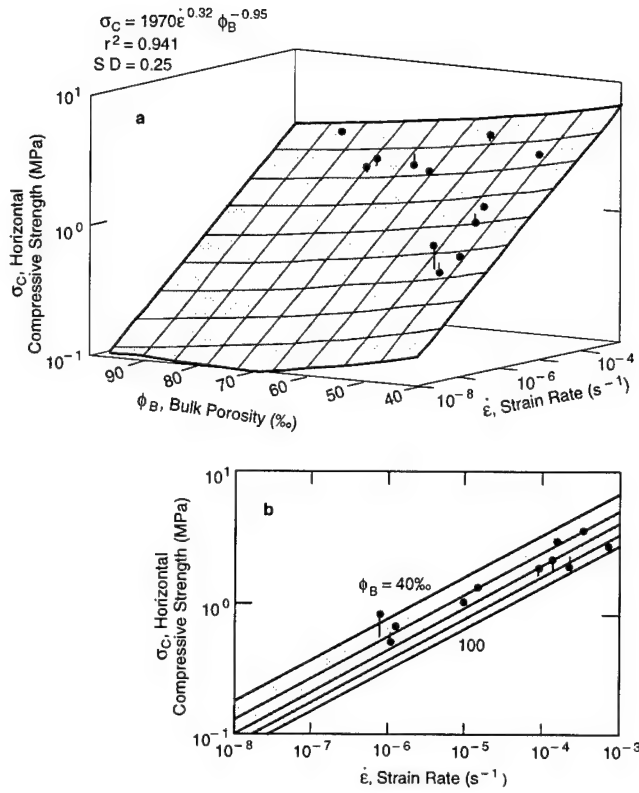 σC = 1970ε̇^0.32 ϕB^−0.95
r² = 0.941
S D = 0.25
a
10¹
10⁰
10⁻¹
σC, Horizontal
Compressive Strength (MPa)
90
80
70
60
50
40
ϕB, Bulk Porosity (‰)
10⁻⁸
10⁻⁶
10⁻⁴
ε̇, Strain Rate (s⁻¹)
b
10¹
10⁰
10⁻¹
σC, Horizontal
Compressive Strength (MPa)
ϕB = 40‰
100
10⁻⁸
10⁻⁷
10⁻⁶
10⁻⁵
10⁻⁴
10⁻³
ε̇, Strain Rate (s⁻¹)